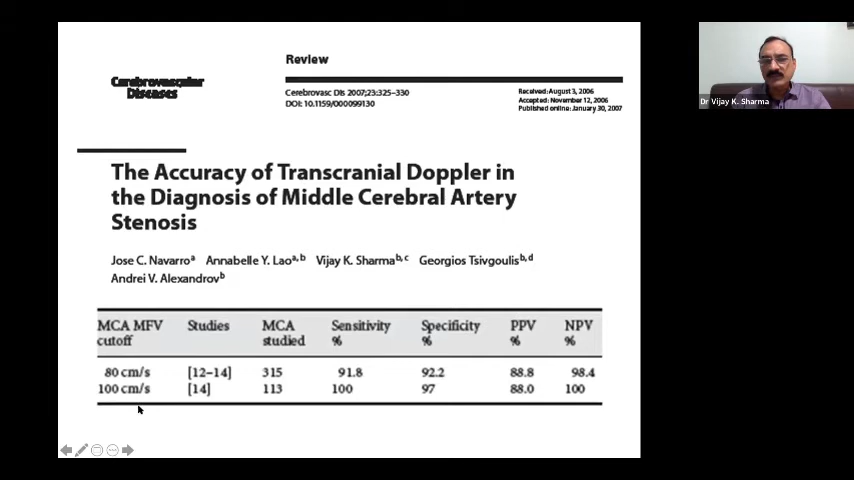 Review
Cerebrovascular
Diseases
Cerebrovasc Dis 2007;23:325–330
DOI: 10.1159/000099130
Received: August 3, 2006
Accepted: November 12, 2006
Published online: January 30, 2007
The Accuracy of Transcranial Doppler in
the Diagnosis of Middle Cerebral Artery
Stenosis
Jose C. Navarro a Annabelle Y. Lao a, b Vijay K. Sharma b, c Georgios Tsivgoulis b, d
Andrei V. Alexandrov b
MCA MFV cutoff Studies MCA studied Sensitivity % Specificity % PPV % NPV %
80 cm/s [12–14] 315 91.8 92.2 88.8 98.4
100 cm/s [14] 113 100 97 88.0 100
Dr Vijay K. Sharma